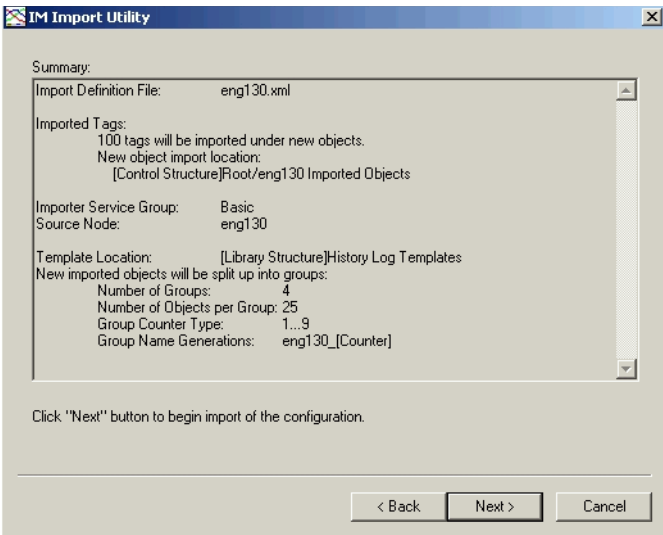 IM Import Utility
Summary:
Import Definition File: eng130.xml
Imported Tags:
100 tags will be imported under new objects.
New object import location:
[Control Structure]Root/eng130 Imported Objects
Importer Service Group: Basic
Source Node: eng130
Template Location: [Library Structure]History Log Templates
New imported objects will be split up into groups:
Number of Groups: 4
Number of Objects per Group: 25
Group Counter Type: 1...9
Group Name Generations: eng130_[Counter]
Click "Next" button to begin import of the configuration.
< Back Next > Cancel